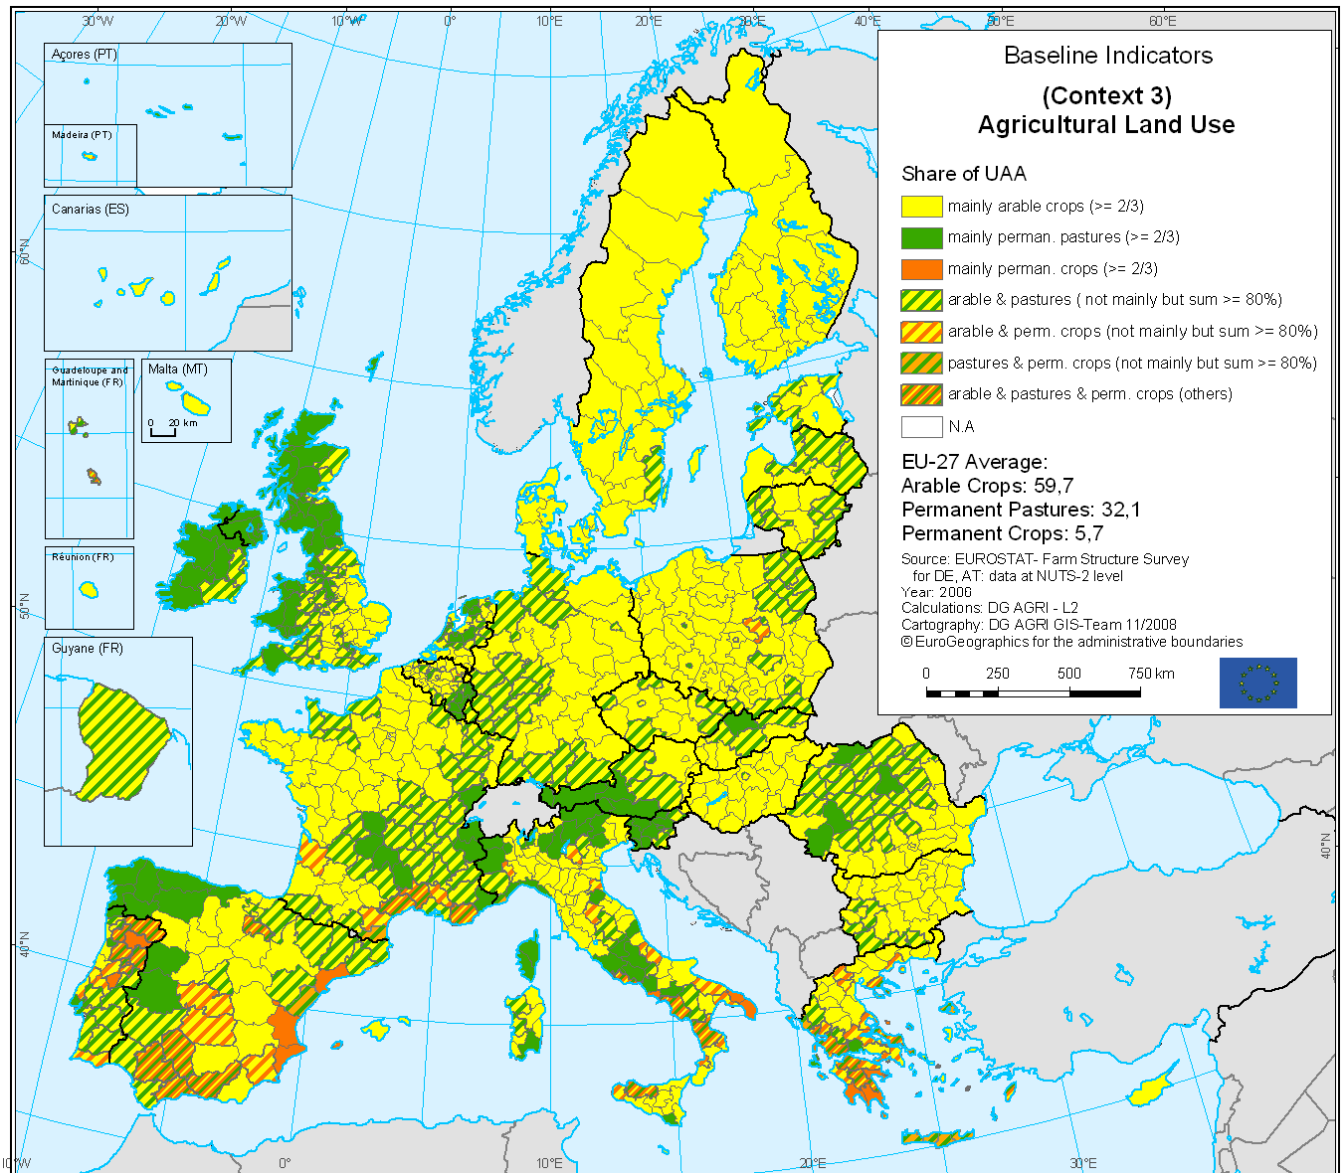 30°W 20°W 10°W 0° 10°E 20°E 30°E 40°E 50°E 60°E
Açores (PT)
Madeira (PT)
Canarias (ES)
Guadeloupe and
Martinique (FR)
Malta (MT)
0 20 km
Réunion (FR)
Guyane (FR)
60°N
50°N
40°N
40°N
Baseline Indicators
(Context 3)
Agricultural Land Use
Share of UAA
mainly arable crops (>= 2/3)
mainly perman. pastures (>= 2/3)
mainly perman. crops (>= 2/3)
arable & pastures ( not mainly but sum >= 80%)
arable & perm. crops (not mainly but sum >= 80%)
pastures & perm. crops (not mainly but sum >= 80%)
arable & pastures & perm. crops (others)
N.A
EU-27 Average:
Arable Crops: 59,7
Permanent Pastures: 32,1
Permanent Crops: 5,7
Source: EUROSTAT- Farm Structure Survey
for DE, AT: data at NUTS-2 level
Year: 2006
Calculations: DG AGRI - L2
Cartography: DG AGRI GIS-Team 11/2008
© EuroGeographics for the administrative boundaries
0 250 500 750 km
10°W 0° 10°E 20°E 30°E